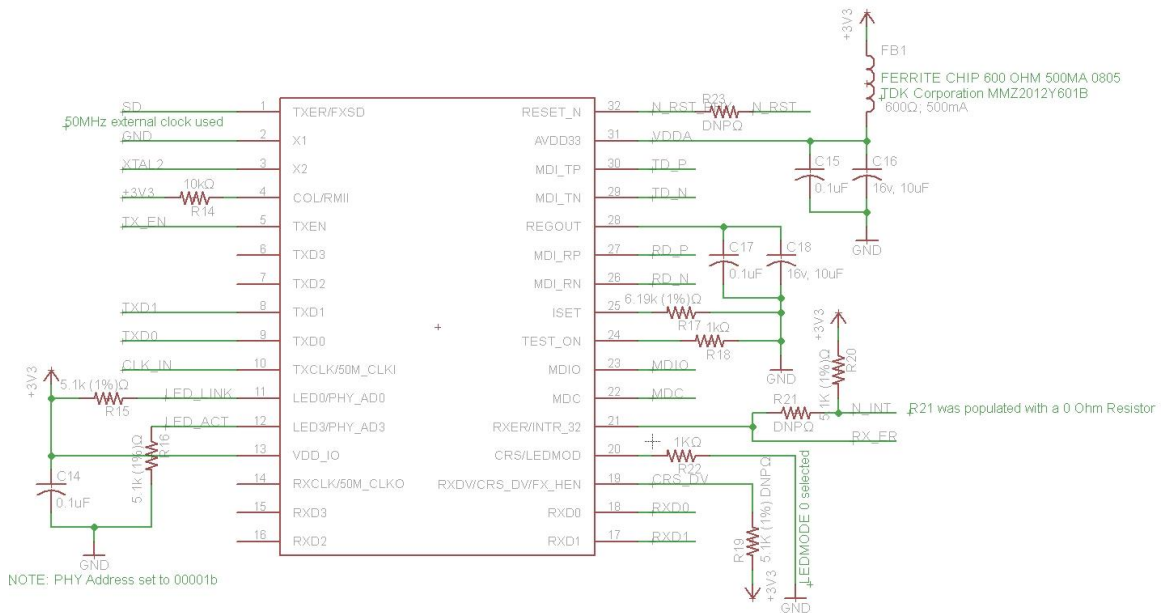 +3V3
FB1
FERRITE CHIP 600 OHM 500MA 0805
TDK Corporation MMZ2012Y601B
600Ω; 500mA
SD
50MHz external clock used
GND
XTAL2
+3V3
10kΩ
R14
TX_EN
TXD1
TXD0
CLK_IN
+3V3
5.1k (1%)Ω
R15
LED_LINK
LED_ACT
R16
5.1k (1%)Ω
C14
0.1uF
GND
NOTE: PHY Address set to 00001b
1 TXER/FXSD
2 X1
3 X2
4 COL/RMII
5 TXEN
6 TXD3
7 TXD2
8 TXD1
9 TXD0
10 TXCLK/50M_CLKI
11 LED0/PHY_AD0
12 LED3/PHY_AD3
13 VDD_IO
14 RXCLK/50M_CLKO
15 RXD3
16 RXD2
RESET_N 32
AVDD33 31
MDI_TP 30
MDI_TN 29
REGOUT 28
MDI_RP 27
MDI_RN 26
ISET 25
TEST_ON 24
MDIO 23
MDC 22
RXER/INTR_32 21
CRS/LEDMOD 20
RXDV/CRS_DV/FX_HEN 19
RXD0 18
RXD1 17
R23
N_RST
DNPΩ
VDDA
TD_P
TD_N
C15
0.1uF
C16
16v, 10uF
GND
RD_P
RD_N
C17
0.1uF
C18
16v, 10uF
6.19k (1%)Ω
R17
1kΩ
R18
GND
MDIO
MDC
+3V3
R20
5.1K (1%)Ω
R21
DNPΩ
N_INT
R21 was populated with a 0 Ohm Resistor
RX_ER
1KΩ
R22
CRS_DV
RXD0
RXD1
R19
5.1K (1%) DNPΩ
+3V3
LEDMODE 0 selected
GND